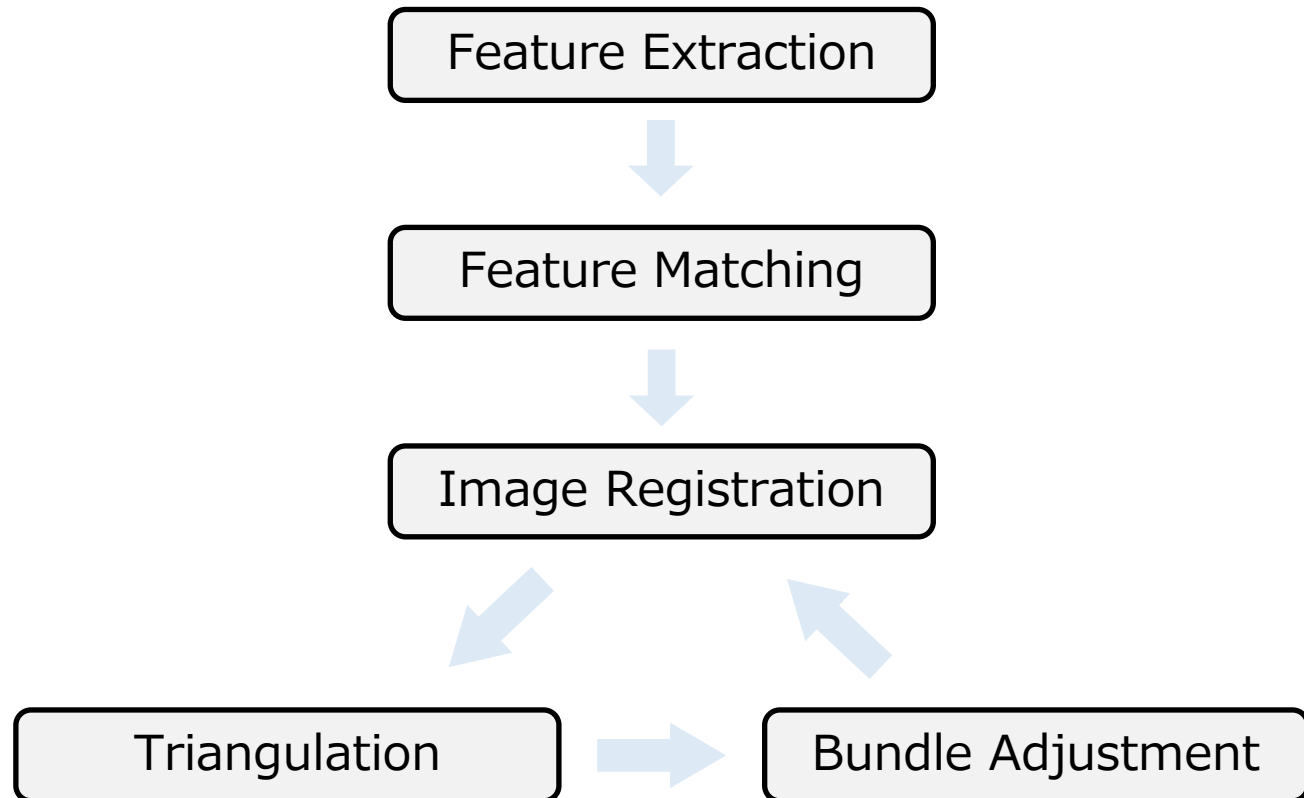 Feature Extraction
Feature Matching
Image Registration
Triangulation
Bundle Adjustment